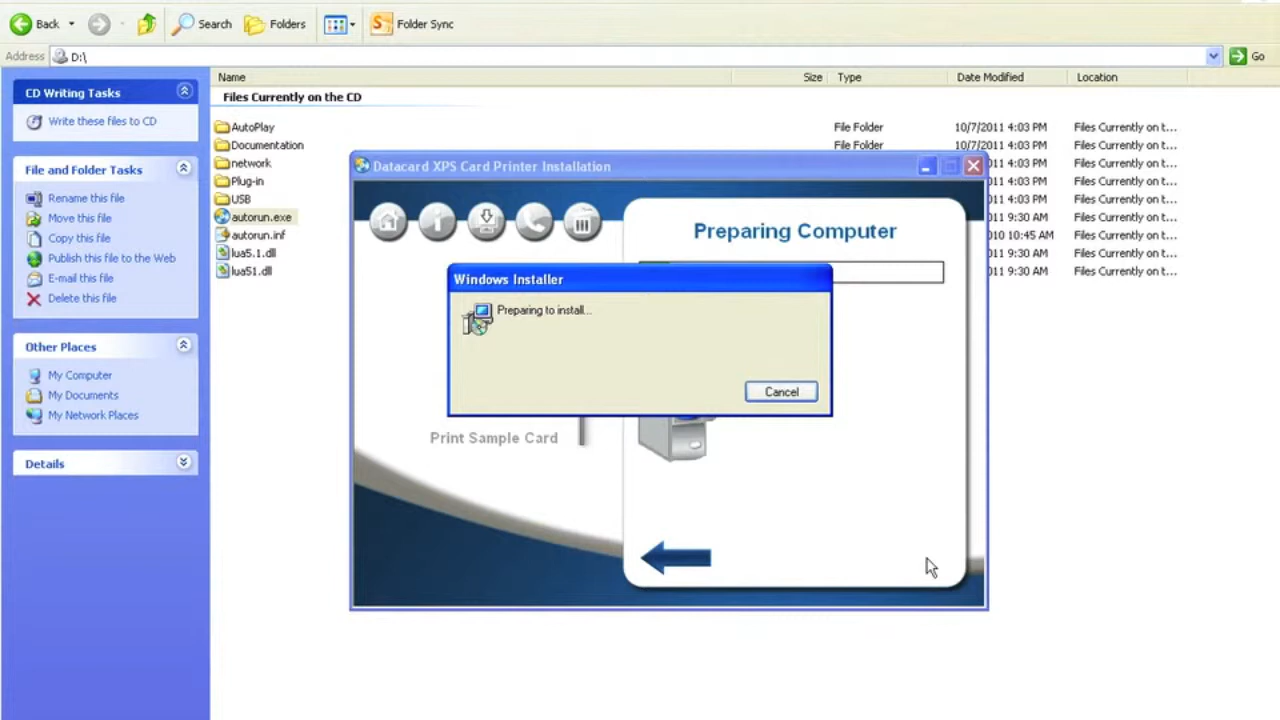 Back
Search
Folders
Folder Sync
Address
D:\
Go
CD Writing Tasks
Write these files to CD
File and Folder Tasks
Rename this file
Move this file
Copy this file
Publish this file to the Web
E-mail this file
Delete this file
Other Places
My Computer
My Documents
My Network Places
Details
Name Size Type Date Modified Location
Files Currently on the CD
AutoPlay File Folder 10/7/2011 4:03 PM Files Currently on t...
Documentation File Folder 10/7/2011 4:03 PM Files Currently on t...
network 011 4:03 PM Files Currently on t...
Plug-in 011 4:03 PM Files Currently on t...
USB 011 4:03 PM Files Currently on t...
autorun.exe 011 9:30 AM Files Currently on t...
autorun.inf 010 10:45 AM Files Currently on t...
lua5.1.dll 011 9:30 AM Files Currently on t...
lua51.dll 011 9:30 AM Files Currently on t...
Datacard XPS Card Printer Installation
Preparing Computer
Windows Installer
Preparing to install...
Cancel
Print Sample Card